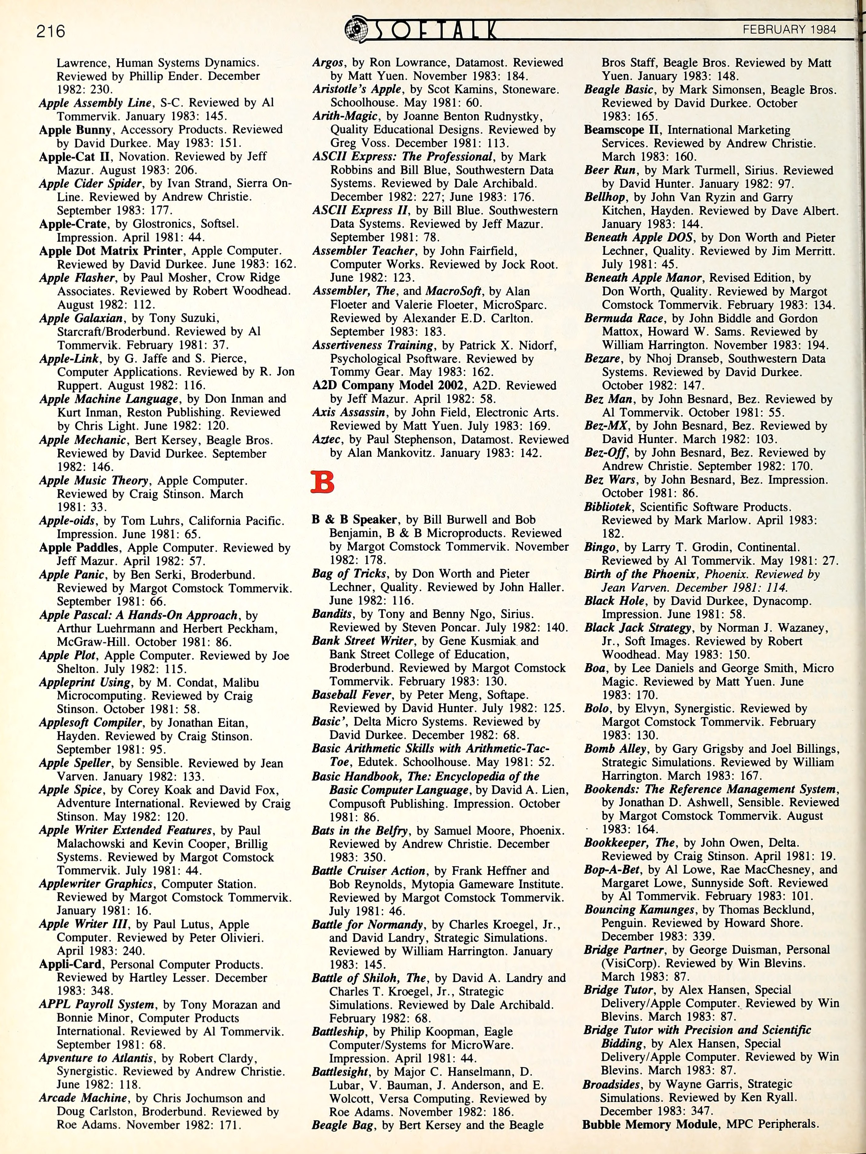 216
SOFTALK
FEBRUARY 1984
Lawrence, Human Systems Dynamics.
Reviewed by Phillip Ender. December
1982: 230.
Apple Assembly Line, S-C. Reviewed by Al
Tommervik. January 1983: 145.
Apple Bunny, Accessory Products. Reviewed
by David Durkee. May 1983: 151.
Apple-Cat II, Novation. Reviewed by Jeff
Mazur. August 1983: 206.
Apple Cider Spider, by Ivan Strand, Sierra On-
Line. Reviewed by Andrew Christie.
September 1983: 177.
Apple-Crate, by Glostronics, Softsel.
Impression. April 1981: 44.
Apple Dot Matrix Printer, Apple Computer.
Reviewed by David Durkee. June 1983: 162.
Apple Flasher, by Paul Mosher, Crow Ridge
Associates. Reviewed by Robert Woodhead.
August 1982: 112.
Apple Galaxian, by Tony Suzuki,
Starcraft/Broderbund. Reviewed by Al
Tommervik. February 1981: 37.
Apple-Link, by G. Jaffe and S. Pierce,
Computer Applications. Reviewed by R. Jon
Ruppert. August 1982: 116.
Apple Machine Language, by Don Inman and
Kurt Inman, Reston Publishing. Reviewed
by Chris Light. June 1982: 120.
Apple Mechanic, Bert Kersey, Beagle Bros.
Reviewed by David Durkee. September
1982: 146.
Apple Music Theory, Apple Computer.
Reviewed by Craig Stinson. March
1981: 33.
Apple-oids, by Tom Luhrs, California Pacific.
Impression. June 1981: 65.
Apple Paddles, Apple Computer. Reviewed by
Jeff Mazur. April 1982: 57.
Apple Panic, by Ben Serki, Broderbund.
Reviewed by Margot Comstock Tommervik.
September 1981: 66.
Apple Pascal: A Hands-On Approach, by
Arthur Luehrmann and Herbert Peckham,
McGraw-Hill. October 1981: 86.
Apple Plot, Apple Computer. Reviewed by Joe
Shelton. July 1982: 115.
Appleprint Using, by M. Condat, Malibu
Microcomputing. Reviewed by Craig
Stinson. October 1981: 58.
Applesoft Compiler, by Jonathan Eitan,
Hayden. Reviewed by Craig Stinson.
September 1981: 95.
Apple Speller, by Sensible. Reviewed by Jean
Varven. January 1982: 133.
Apple Spice, by Corey Koak and David Fox,
Adventure International. Reviewed by Craig
Stinson. May 1982: 120.
Apple Writer Extended Features, by Paul
Malachowski and Kevin Cooper, Brillig
Systems. Reviewed by Margot Comstock
Tommervik. July 1981: 44.
Applewriter Graphics, Computer Station.
Reviewed by Margot Comstock Tommervik.
January 1981: 16.
Apple Writer III, by Paul Lutus, Apple
Computer. Reviewed by Peter Olivieri.
April 1983: 240.
Appli-Card, Personal Computer Products.
Reviewed by Hartley Lesser. December
1983: 348.
APPL Payroll System, by Tony Morazan and
Bonnie Minor, Computer Products
International. Reviewed by Al Tommervik.
September 1981: 68.
Apventure to Atlantis, by Robert Clardy,
Synergistic. Reviewed by Andrew Christie.
June 1982: 118.
Arcade Machine, by Chris Jochumson and
Doug Carlston, Broderbund. Reviewed by
Roe Adams. November 1982: 171.
Argos, by Ron Lowrance, Datamost. Reviewed
by Matt Yuen. November 1983: 184.
Aristotle's Apple, by Scot Kamins, Stoneware.
Schoolhouse. May 1981: 60.
Arith-Magic, by Joanne Benton Rudnystky,
Quality Educational Designs. Reviewed by
Greg Voss. December 1981: 113.
ASCII Express: The Professional, by Mark
Robbins and Bill Blue, Southwestern Data
Systems. Reviewed by Dale Archibald.
December 1982: 227; June 1983: 176.
ASCII Express II, by Bill Blue. Southwestern
Data Systems. Reviewed by Jeff Mazur.
September 1981: 78.
Assembler Teacher, by John Fairfield,
Computer Works. Reviewed by Jock Root.
June 1982: 123.
Assembler, The, and MacroSoft, by Alan
Floeter and Valerie Floeter, MicroSparc.
Reviewed by Alexander E.D. Carlton.
September 1983: 183.
Assertiveness Training, by Patrick X. Nidorf,
Psychological Psoftware. Reviewed by
Tommy Gear. May 1983: 162.
A2D Company Model 2002, A2D. Reviewed
by Jeff Mazur. April 1982: 58.
Axis Assassin, by John Field, Electronic Arts.
Reviewed by Matt Yuen. July 1983: 169.
Aztec, by Paul Stephenson, Datamost. Reviewed
by Alan Mankovitz. January 1983: 142.
B
B & B Speaker, by Bill Burwell and Bob
Benjamin, B & B Microproducts. Reviewed
by Margot Comstock Tommervik. November
1982: 178.
Bag of Tricks, by Don Worth and Pieter
Lechner, Quality. Reviewed by John Haller.
June 1982: 116.
Bandits, by Tony and Benny Ngo, Sirius.
Reviewed by Steven Poncar. July 1982: 140.
Bank Street Writer, by Gene Kusmiak and
Bank Street College of Education,
Broderbund. Reviewed by Margot Comstock
Tommervik. February 1983: 130.
Baseball Fever, by Peter Meng, Softape.
Reviewed by David Hunter. July 1982: 125.
Basic', Delta Micro Systems. Reviewed by
David Durkee. December 1982: 68.
Basic Arithmetic Skills with Arithmetic-Tac-
Toe, Edutek. Schoolhouse. May 1981: 52.
Basic Handbook, The: Encyclopedia of the
Basic Computer Language, by David A. Lien,
Compusoft Publishing. Impression. October
1981: 86.
Bats in the Belfry, by Samuel Moore, Phoenix.
Reviewed by Andrew Christie. December
1983: 350.
Battle Cruiser Action, by Frank Heffner and
Bob Reynolds, Mytopia Gameware Institute.
Reviewed by Margot Comstock Tommervik.
July 1981: 46.
Battle for Normandy, by Charles Kroegel, Jr.,
and David Landry, Strategic Simulations.
Reviewed by William Harrington. January
1983: 145.
Battle of Shiloh, The, by David A. Landry and
Charles T. Kroegel, Jr., Strategic
Simulations. Reviewed by Dale Archibald.
February 1982: 68.
Battleship, by Philip Koopman, Eagle
Computer/Systems for MicroWare.
Impression. April 1981: 44.
Battlesight, by Major C. Hanselmann, D.
Lubar, V. Bauman, J. Anderson, and E.
Wolcott, Versa Computing. Reviewed by
Roe Adams. November 1982: 186.
Beagle Bag, by Bert Kersey and the Beagle
Bros Staff, Beagle Bros. Reviewed by Matt
Yuen. January 1983: 148.
Beagle Basic, by Mark Simonsen, Beagle Bros.
Reviewed by David Durkee. October
1983: 165.
Beamscope II, International Marketing
Services. Reviewed by Andrew Christie.
March 1983: 160.
Beer Run, by Mark Turmell, Sirius. Reviewed
by David Hunter. January 1982: 97.
Bellhop, by John Van Ryzin and Garry
Kitchen, Hayden. Reviewed by Dave Albert.
January 1983: 144.
Beneath Apple DOS, by Don Worth and Pieter
Lechner, Quality. Reviewed by Jim Merritt.
July 1981: 45.
Beneath Apple Manor, Revised Edition, by
Don Worth, Quality. Reviewed by Margot
Comstock Tommervik. February 1983: 134.
Bermuda Race, by John Biddle and Gordon
Mattox, Howard W. Sams. Reviewed by
William Harrington. November 1983: 194.
Bezare, by Nhoj Dranseb, Southwestern Data
Systems. Reviewed by David Durkee.
October 1982: 147.
Bez Man, by John Besnard, Bez. Reviewed by
Al Tommervik. October 1981: 55.
Bez-MX, by John Besnard, Bez. Reviewed by
David Hunter. March 1982: 103.
Bez-Off, by John Besnard, Bez. Reviewed by
Andrew Christie. September 1982: 170.
Bez Wars, by John Besnard, Bez. Impression.
October 1981: 86.
Bibliotek, Scientific Software Products.
Reviewed by Mark Marlow. April 1983:
182.
Bingo, by Larry T. Grodin, Continental.
Reviewed by Al Tommervik. May 1981: 27.
Birth of the Phoenix, Phoenix. Reviewed by
Jean Varven. December 1981: 114.
Black Hole, by David Durkee, Dynacomp.
Impression. June 1981: 58.
Black Jack Strategy, by Norman J. Wazaney,
Jr., Soft Images. Reviewed by Robert
Woodhead. May 1983: 150.
Boa, by Lee Daniels and George Smith, Micro
Magic. Reviewed by Matt Yuen. June
1983: 170.
Bolo, by Elvyn, Synergistic. Reviewed by
Margot Comstock Tommervik. February
1983: 130.
Bomb Alley, by Gary Grigsby and Joel Billings,
Strategic Simulations. Reviewed by William
Harrington. March 1983: 167.
Bookends: The Reference Management System,
by Jonathan D. Ashwell, Sensible. Reviewed
by Margot Comstock Tommervik. August
1983: 164.
Bookkeeper, The, by John Owen, Delta.
Reviewed by Craig Stinson. April 1981: 19.
Bop-A-Bet, by Al Lowe, Rae MacChesney, and
Margaret Lowe, Sunnyside Soft. Reviewed
by Al Tommervik. February 1983: 101.
Bouncing Kamunges, by Thomas Becklund,
Penguin. Reviewed by Howard Shore.
December 1983: 339.
Bridge Partner, by George Duisman, Personal
(VisiCorp). Reviewed by Win Blevins.
March 1983: 87.
Bridge Tutor, by Alex Hansen, Special
Delivery/Apple Computer. Reviewed by Win
Blevins. March 1983: 87.
Bridge Tutor with Precision and Scientific
Bidding, by Alex Hansen, Special
Delivery/Apple Computer. Reviewed by Win
Blevins. March 1983: 87.
Broadsides, by Wayne Garris, Strategic
Simulations. Reviewed by Ken Ryall.
December 1983: 347.
Bubble Memory Module, MPC Peripherals.